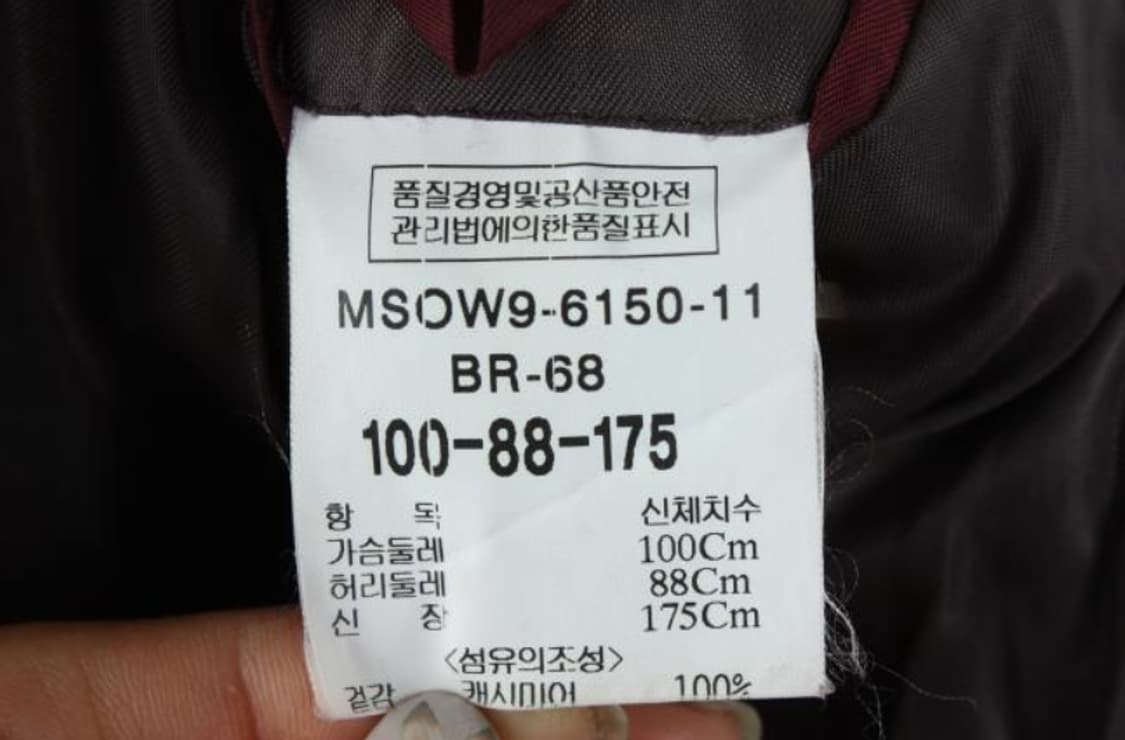 품질경영및공산품안전
관리법에의한품질표시
MSOW9-6150-11
BR-68
100-88-175
항 목 신체치수
가슴둘레 100Cm
허리둘레 88Cm
신 장 175Cm
<섬유의조성>
겉감 캐시미어 100%